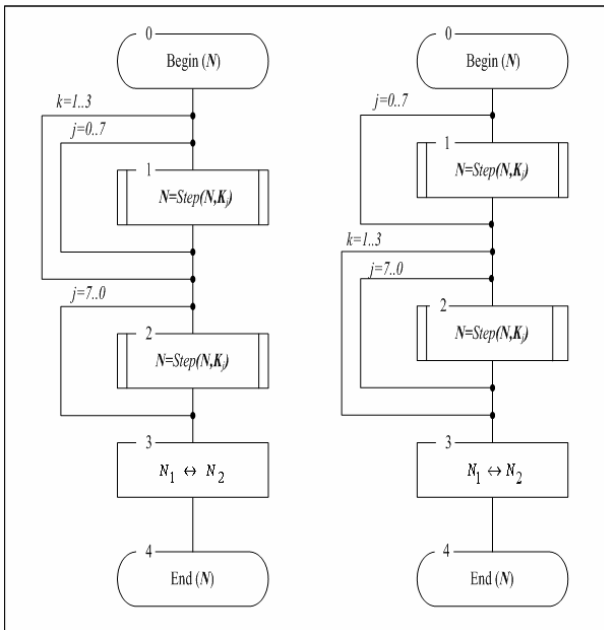 0
Begin (N)
k=1..3
j=0..7
1
N=Step(N,Kj)
j=7..0
2
N=Step(N,Kj)
3
N1 ↔ N2
4
End (N)
0
Begin (N)
j=0..7
1
N=Step(N,Kj)
k=1..3
j=7..0
2
N=Step(N,Kj)
3
N1 ↔ N2
4
End (N)